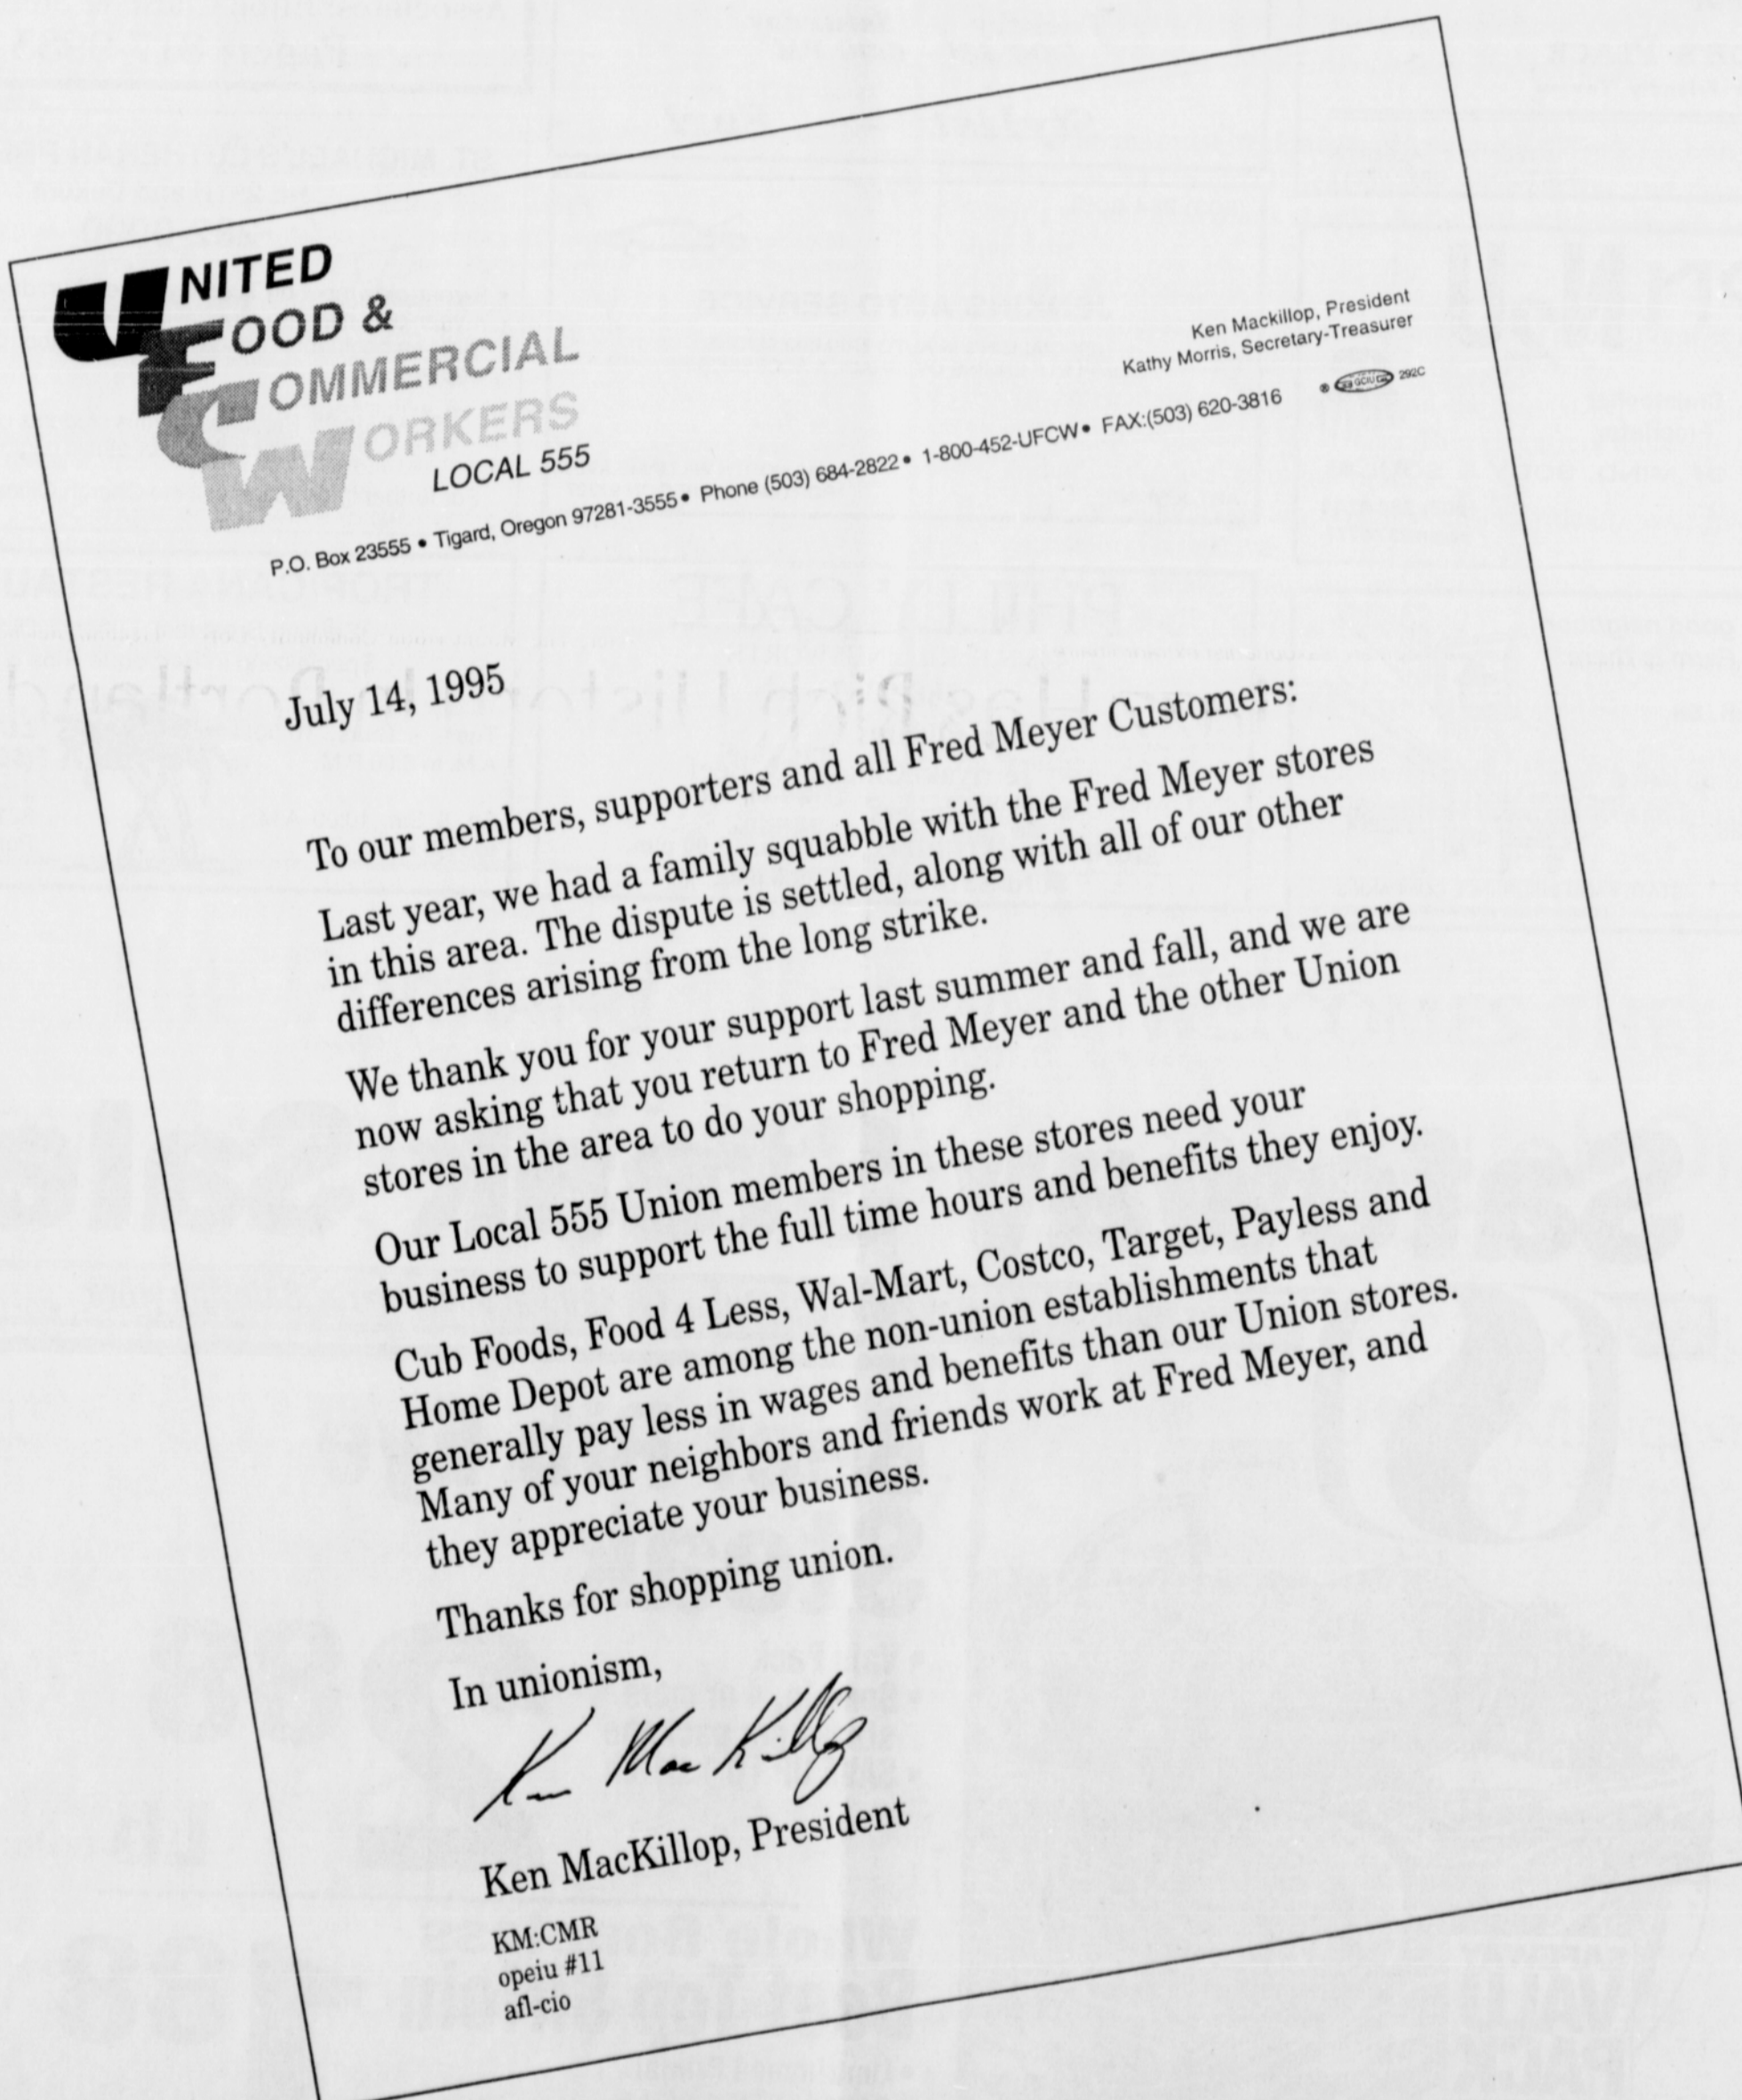 UNITED
FOOD &
COMMERCIAL
WORKERS
LOCAL 555
Ken Mackillop, President
Kathy Morris, Secretary-Treasurer
P.O. Box 23555 • Tigard, Oregon 97281-3555 • Phone (503) 684-2822 • 1-800-452-UFCW • FAX:(503) 620-3816 ® GCIU 292C
July 14, 1995
To our members, supporters and all Fred Meyer Customers:
Last year, we had a family squabble with the Fred Meyer stores
in this area. The dispute is settled, along with all of our other
differences arising from the long strike.
We thank you for your support last summer and fall, and we are
now asking that you return to Fred Meyer and the other Union
stores in the area to do your shopping.
Our Local 555 Union members in these stores need your
business to support the full time hours and benefits they enjoy.
Cub Foods, Food 4 Less, Wal-Mart, Costco, Target, Payless and
Home Depot are among the non-union establishments that
generally pay less in wages and benefits than our Union stores.
Many of your neighbors and friends work at Fred Meyer, and
they appreciate your business.
Thanks for shopping union.
In unionism,
Ken MacKillop
Ken MacKillop, President
KM:CMR
opeiu #11
afl-cio